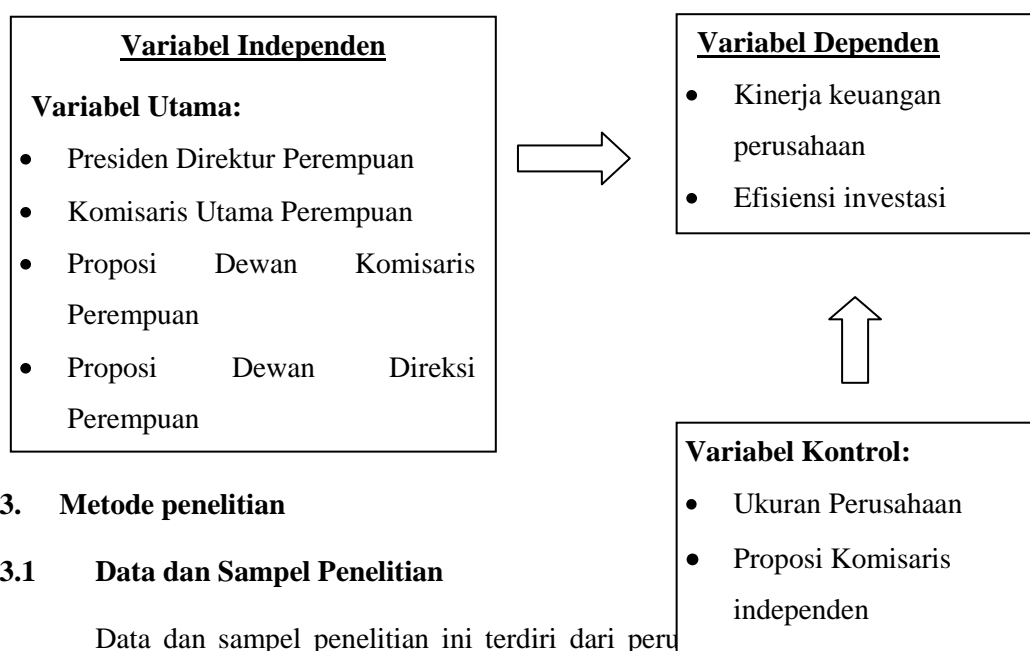 Variabel Independen
Variabel Utama:
• Presiden Direktur Perempuan
• Komisaris Utama Perempuan
• Proposi Dewan Komisaris
Perempuan
• Proposi Dewan Direksi
Perempuan
Variabel Dependen
• Kinerja keuangan
perusahaan
• Efisiensi investasi
Variabel Kontrol:
• Ukuran Perusahaan
• Proposi Komisaris
independen
3. Metode penelitian
3.1 Data dan Sampel Penelitian
Data dan sampel penelitian ini terdiri dari peru